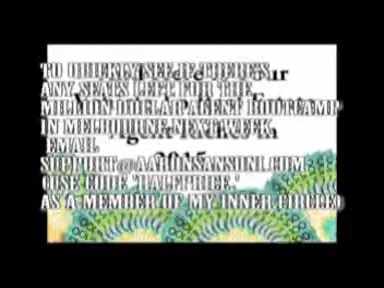 TO QUICKLY SEE IF THERE'S
ANY SEATS LEFT FOR THE
MILLION DOLLAR AGENT BOOTCAMP
IN MELBOURNE NEXT WEEK,
EMAIL
SUPPORT@AARONSANSONI.COM
(USE CODE 'HALFPRICE.'
AS A MEMBER OF MY INNER CIRCLE)
2015